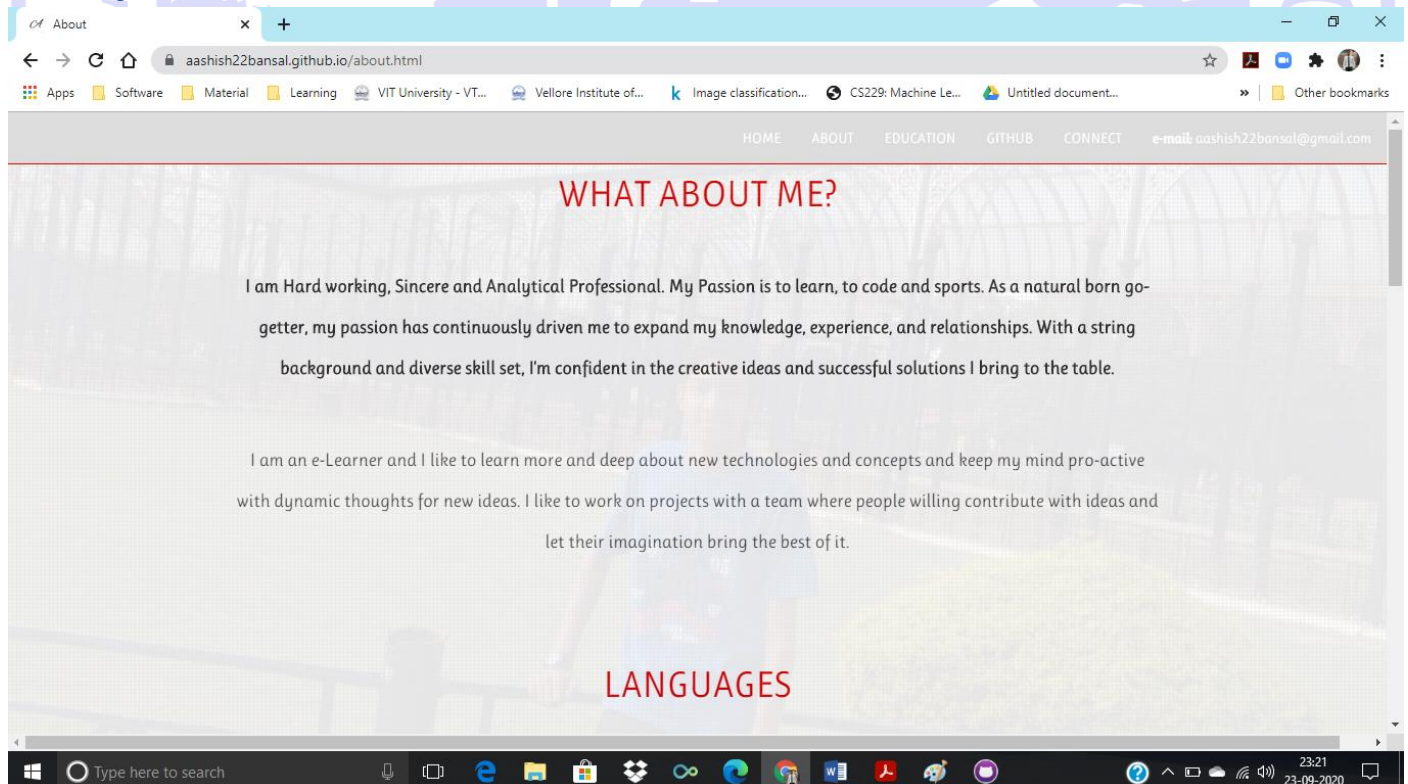 About
aashish22bansal.github.io/about.html
Apps Software Material Learning VIT University - VT... Vellore Institute of... Image classification... CS229: Machine Le... Untitled document... » Other bookmarks
HOME ABOUT EDUCATION GITHUB CONNECT e-mail: aashish22bansal@gmail.com
WHAT ABOUT ME?
I am Hard working, Sincere and Analytical Professional. My Passion is to learn, to code and sports. As a natural born go-
getter, my passion has continuously driven me to expand my knowledge, experience, and relationships. With a string
background and diverse skill set, I'm confident in the creative ideas and successful solutions I bring to the table.
I am an e-Learner and I like to learn more and deep about new technologies and concepts and keep my mind pro-active
with dynamic thoughts for new ideas. I like to work on projects with a team where people willing contribute with ideas and
let their imagination bring the best of it.
LANGUAGES
Type here to search
23:21
23-09-2020